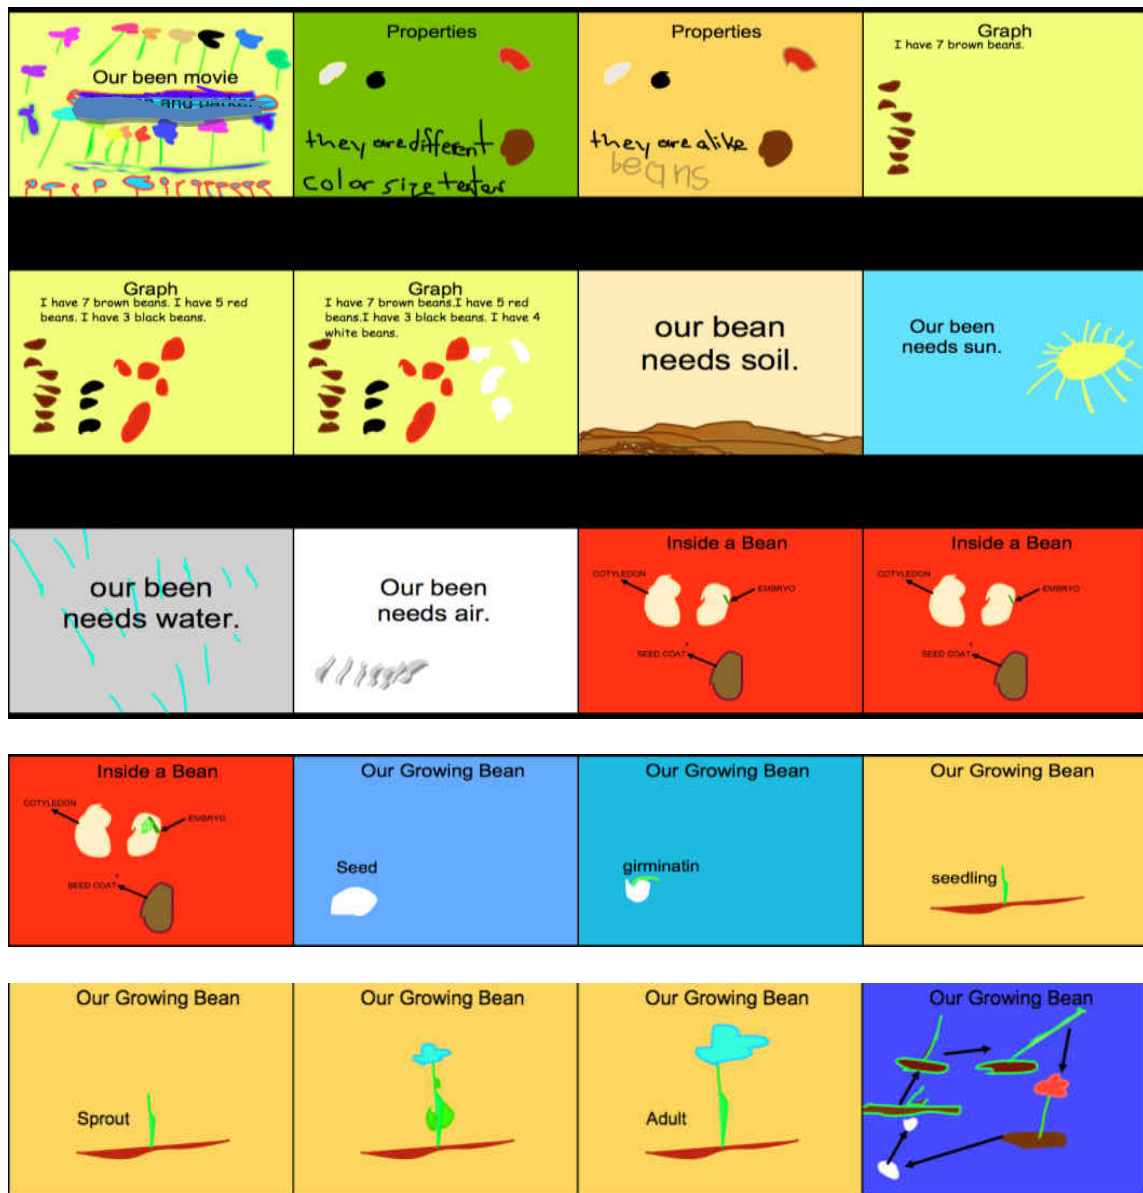 Our been movie
and
Properties
they are different
color size texter
Properties
they are alike
beans
Graph
I have 7 brown beans.
Graph
I have 7 brown beans. I have 5 red
beans. I have 3 black beans.
Graph
I have 7 brown beans.I have 5 red
beans.I have 3 black beans. I have 4
white beans.
our bean
needs soil.
Our been
needs sun.
our been
needs water.
Our been
needs air.
Inside a Bean
COTYLEDON
EMBRYO
SEED COAT
Inside a Bean
COTYLEDON
EMBRYO
SEED COAT
Inside a Bean
COTYLEDON
EMBRYO
SEED COAT
Our Growing Bean
Seed
Our Growing Bean
girminatin
Our Growing Bean
seedling
Our Growing Bean
Sprout
Our Growing Bean
Our Growing Bean
Adult
Our Growing Bean